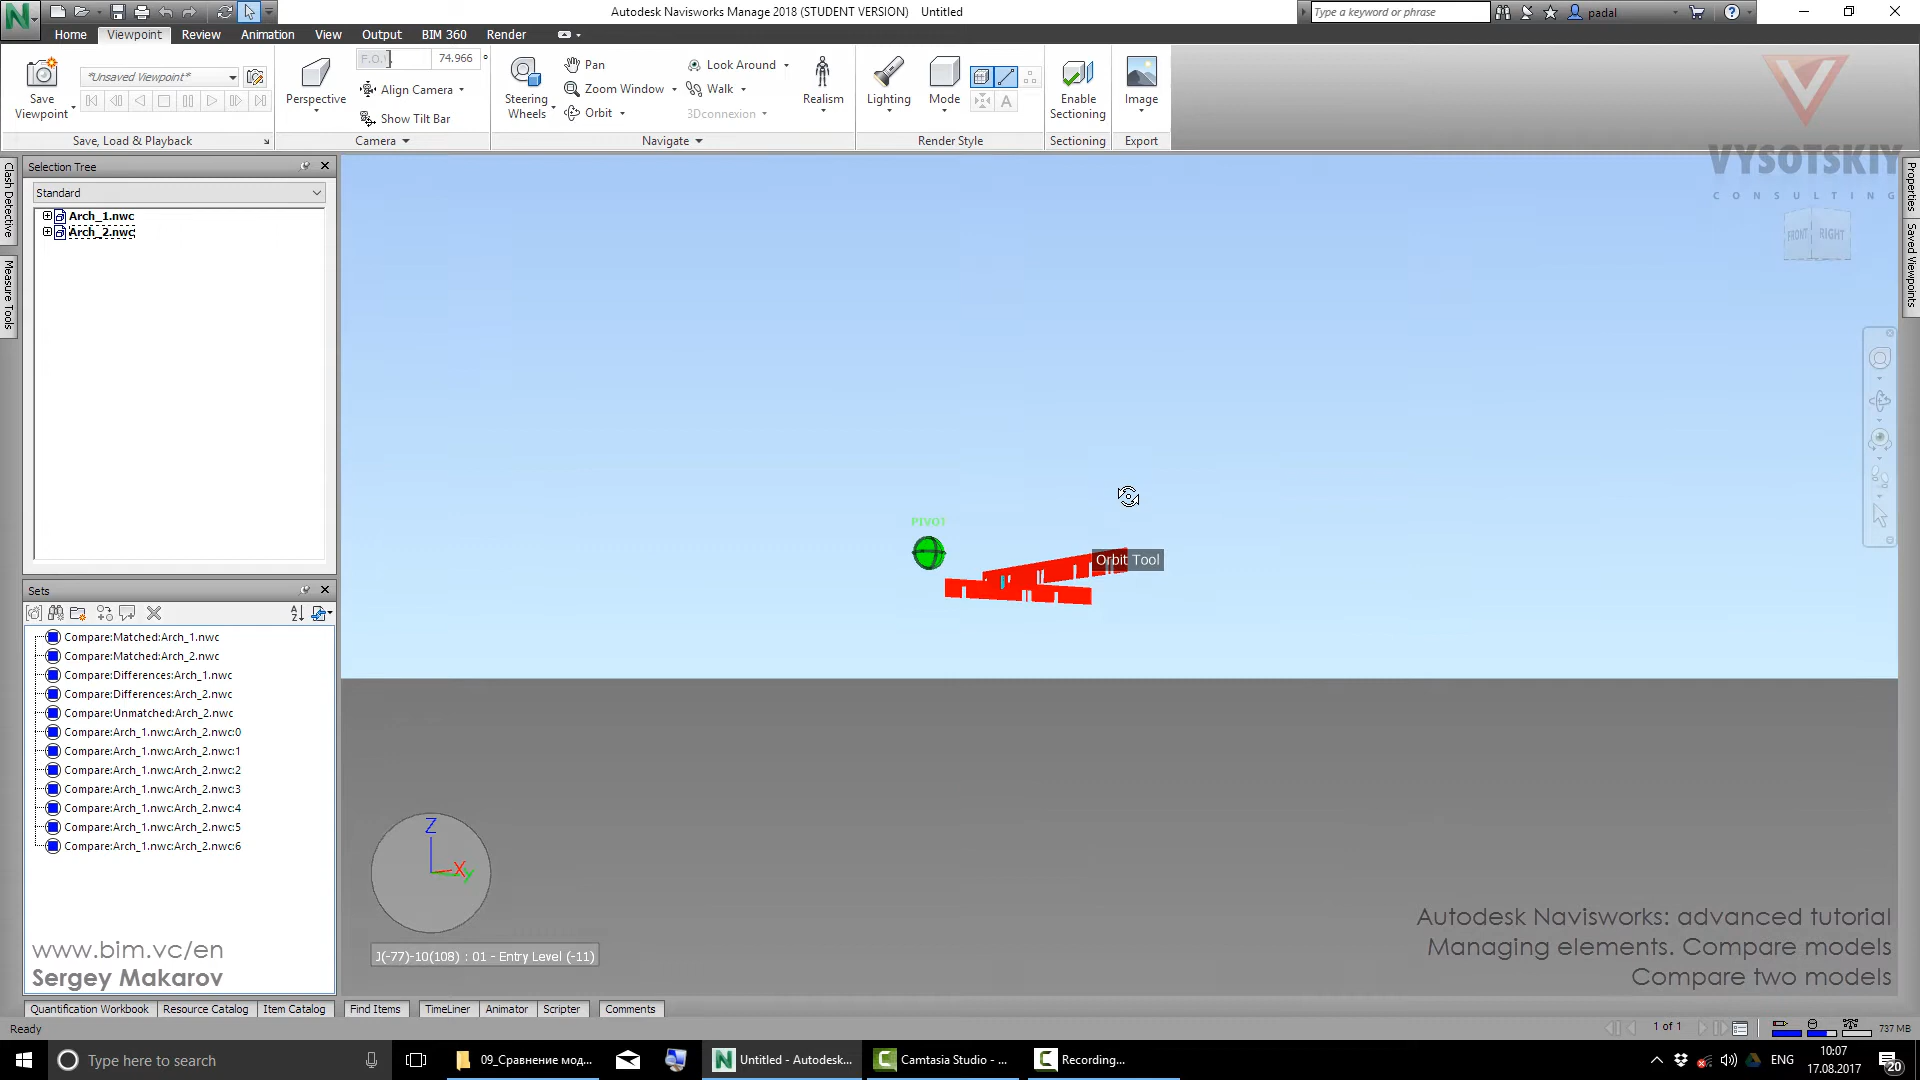 Autodesk Navisworks Manage 2018 (STUDENT VERSION) Untitled
Type a keyword or phrase
padal
Home Viewpoint Review Animation View Output BIM 360 Render
Save Viewpoint
*Unsaved Viewpoint*
Save, Load & Playback
Perspective
74.966 °
Align Camera
Show Tilt Bar
Camera
Steering Wheels
Pan
Zoom Window
Orbit
Look Around
Walk
3Dconnexion
Navigate
Realism
Lighting
Mode
Render Style
Enable Sectioning
Sectioning
Image
Export
VYSOTSKIY
CONSULTING
FRONT RIGHT
Clash Detective
Measure Tools
Properties
Saved Viewpoints
Selection Tree
Standard
Arch_1.nwc
Arch_2.nwc
PIVOT
Orbit Tool
Sets
Compare:Matched:Arch_1.nwc
Compare:Matched:Arch_2.nwc
Compare:Differences:Arch_1.nwc
Compare:Differences:Arch_2.nwc
Compare:Unmatched:Arch_2.nwc
Compare:Arch_1.nwc:Arch_2.nwc:0
Compare:Arch_1.nwc:Arch_2.nwc:1
Compare:Arch_1.nwc:Arch_2.nwc:2
Compare:Arch_1.nwc:Arch_2.nwc:3
Compare:Arch_1.nwc:Arch_2.nwc:4
Compare:Arch_1.nwc:Arch_2.nwc:5
Compare:Arch_1.nwc:Arch_2.nwc:6
www.bim.vc/en
Sergey Makarov
Z
X
Y
J(-77)-10(108) : 01 - Entry Level (-11)
Autodesk Navisworks: advanced tutorial
Managing elements. Compare models
Compare two models
Quantification Workbook Resource Catalog Item Catalog Find Items TimeLiner Animator Scripter Comments
Ready
1 of 1
737 MB
Type here to search
09_Сравнение мод...
Untitled - Autodesk...
Camtasia Studio - ...
Recording...
ENG
10:07
17.08.2017
20